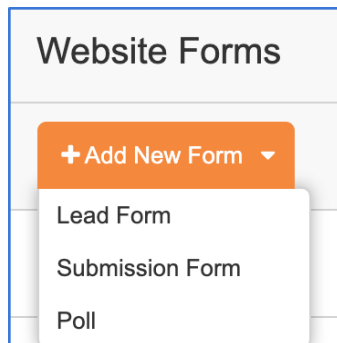 Website Forms
+ Add New Form
Lead Form
Submission Form
Poll